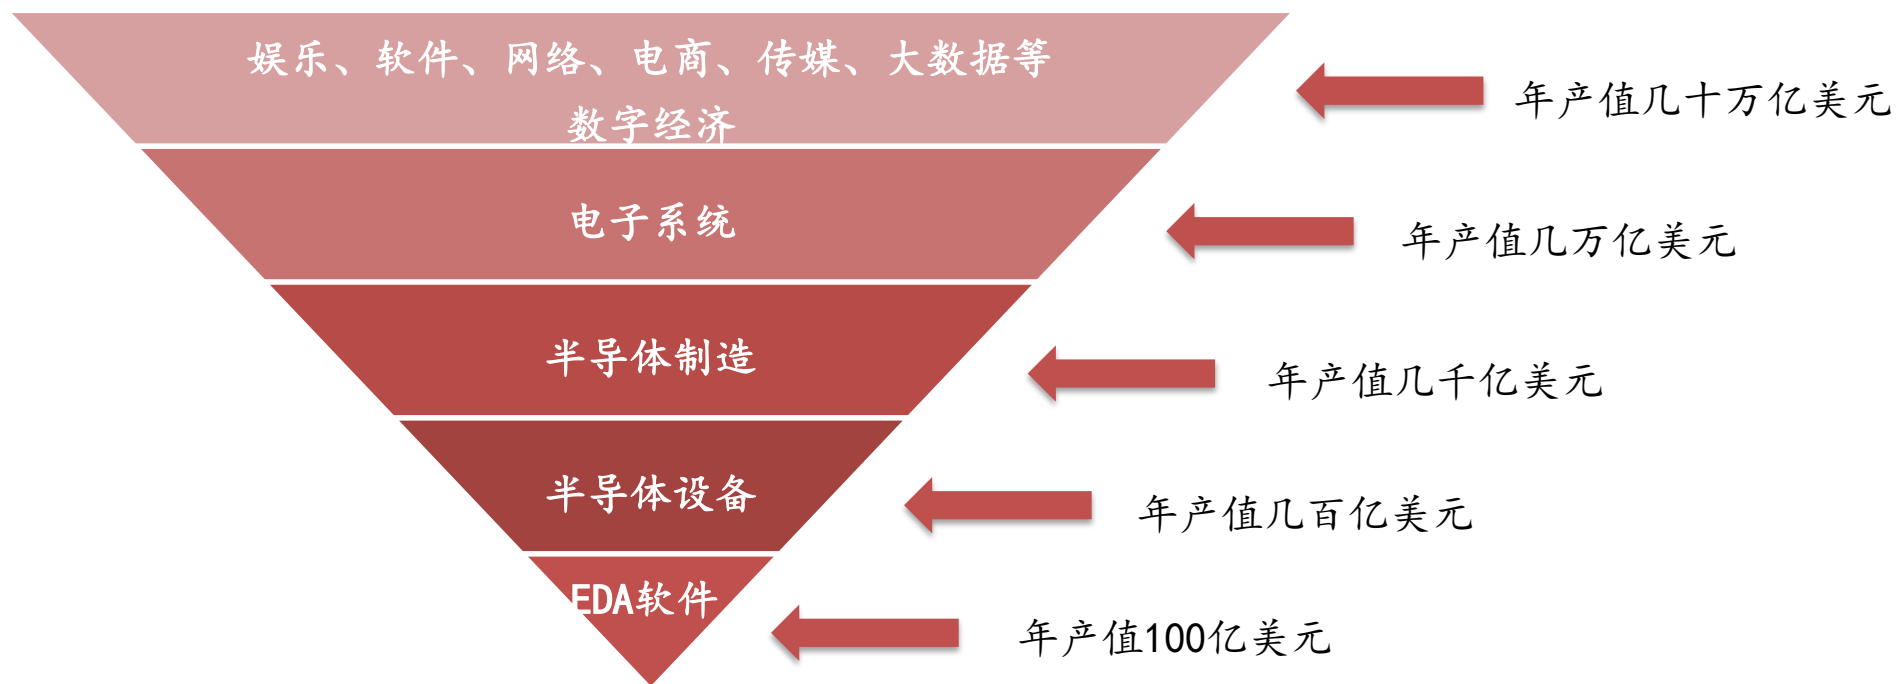 娱乐、软件、网络、电商、传媒、大数据等
数字经济
年产值几十万亿美元
电子系统
年产值几万亿美元
半导体制造
年产值几千亿美元
半导体设备
年产值几百亿美元
EDA软件
年产值100亿美元